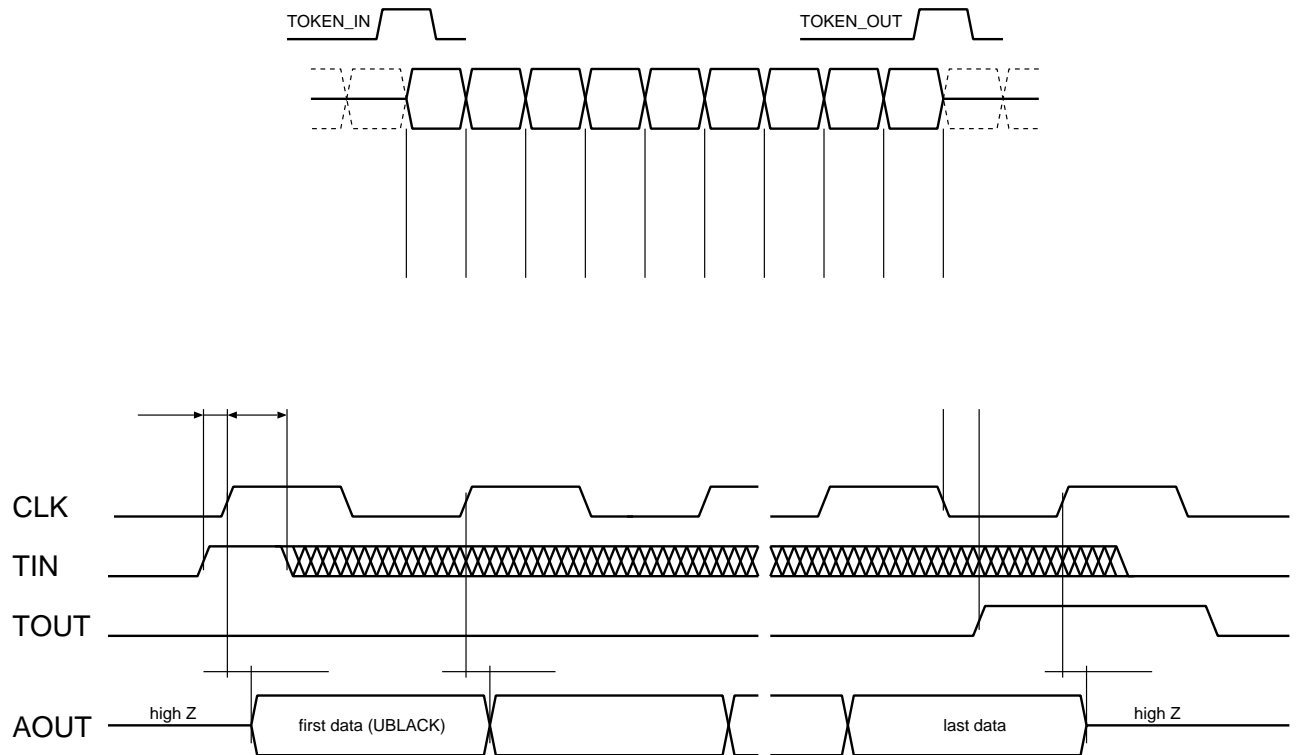 TOKEN_IN
TOKEN_OUT
CLK
TIN
TOUT
AOUT
high Z
first data (UBLACK)
last data
high Z